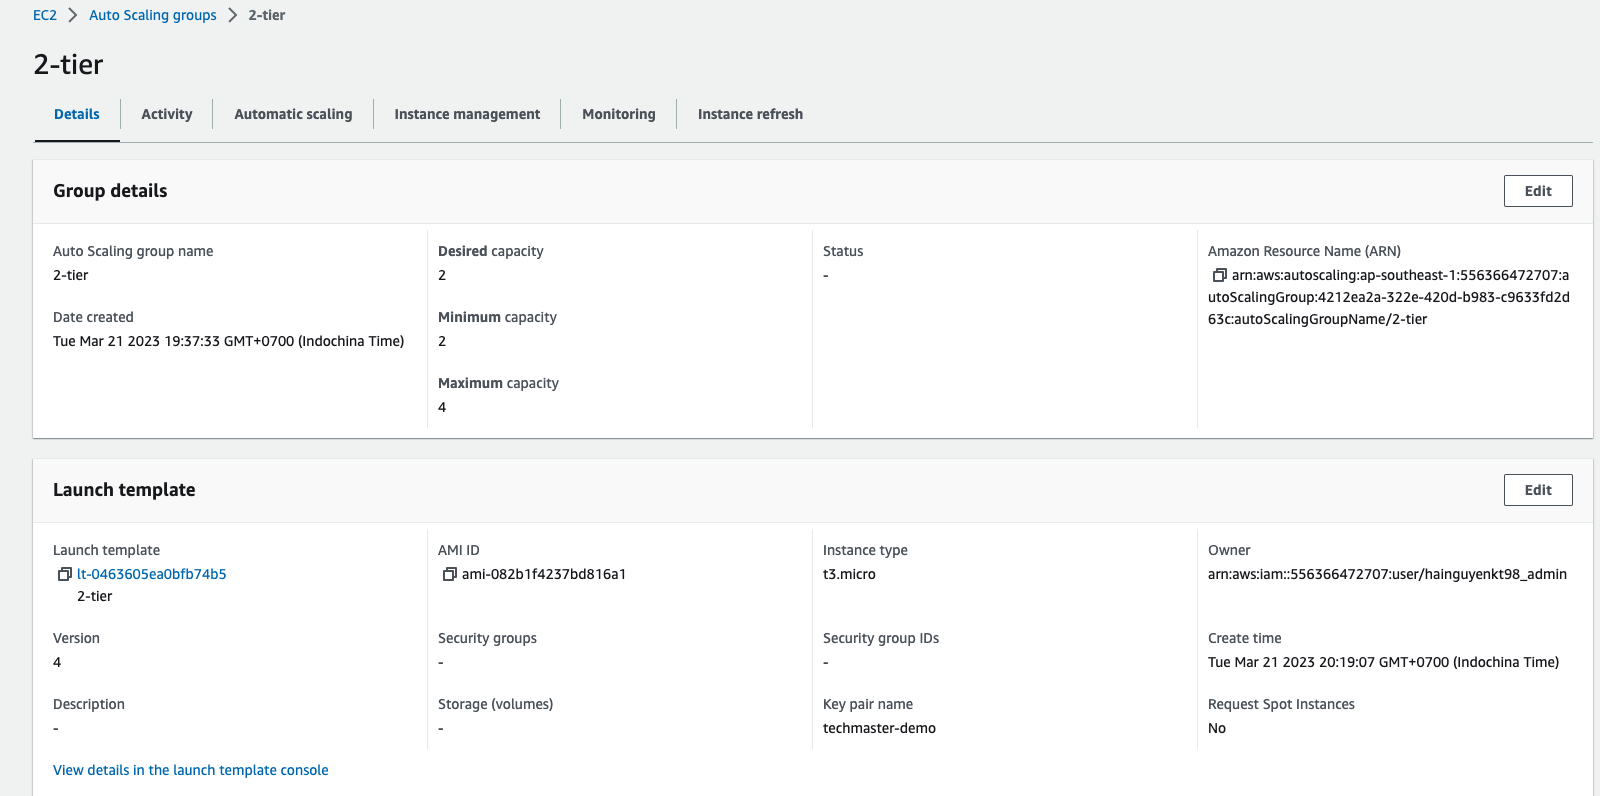 EC2 > Auto Scaling groups > 2-tier
2-tier
Details
Activity
Automatic scaling
Instance management
Monitoring
Instance refresh
Group details
Edit
Auto Scaling group name
2-tier
Date created
Tue Mar 21 2023 19:37:33 GMT+0700 (Indochina Time)
Desired capacity
2
Minimum capacity
2
Maximum capacity
4
Status
-
Amazon Resource Name (ARN)
arn:aws:autoscaling:ap-southeast-1:556366472707:a
utoScalingGroup:4212ea2a-322e-420d-b983-c9633fd2d
63c:autoScalingGroupName/2-tier
Launch template
Edit
Launch template
lt-0463605ea0bfb74b5
2-tier
Version
4
Description
-
AMI ID
ami-082b1f4237bd816a1
Security groups
-
Storage (volumes)
-
Instance type
t3.micro
Security group IDs
-
Key pair name
techmaster-demo
Owner
arn:aws:iam::556366472707:user/hainguyenkt98_admin
Create time
Tue Mar 21 2023 20:19:07 GMT+0700 (Indochina Time)
Request Spot Instances
No
View details in the launch template console